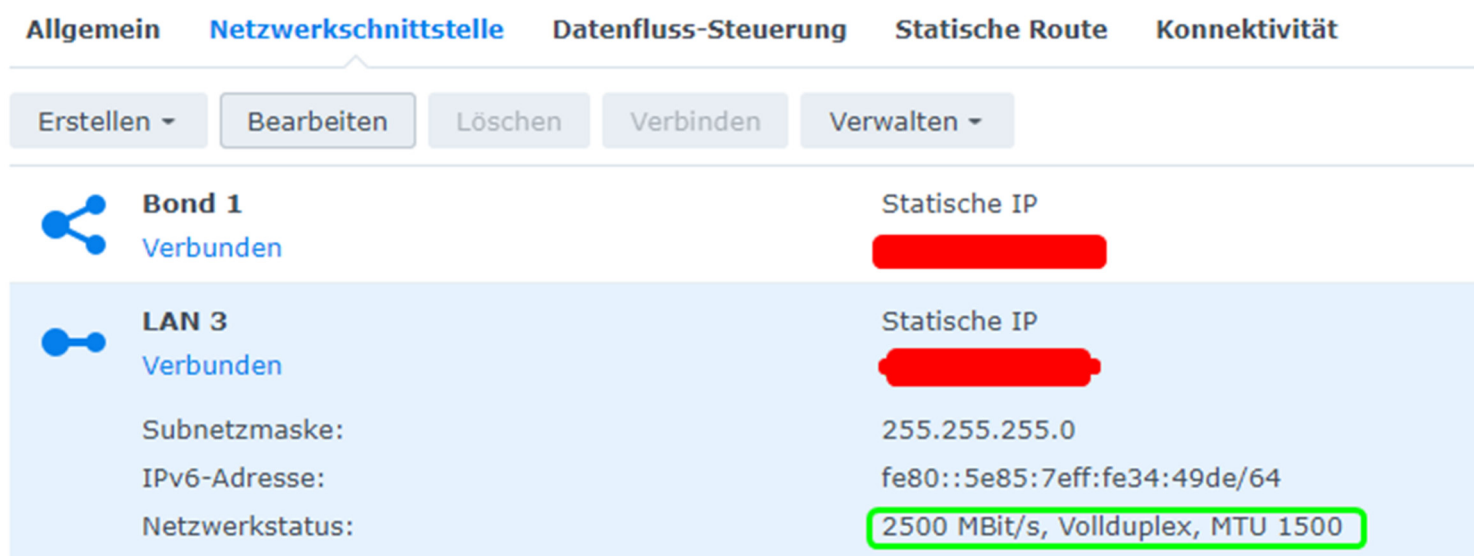 Allgemein Netzwerkschnittstelle Datenfluss-Steuerung Statische Route Konnektivität
Erstellen Bearbeiten Löschen Verbinden Verwalten
Bond 1 Statische IP
Verbunden
LAN 3 Statische IP
Verbunden
Subnetzmaske: 255.255.255.0
IPv6-Adresse: fe80::5e85:7eff:fe34:49de/64
Netzwerkstatus: 2500 MBit/s, Vollduplex, MTU 1500